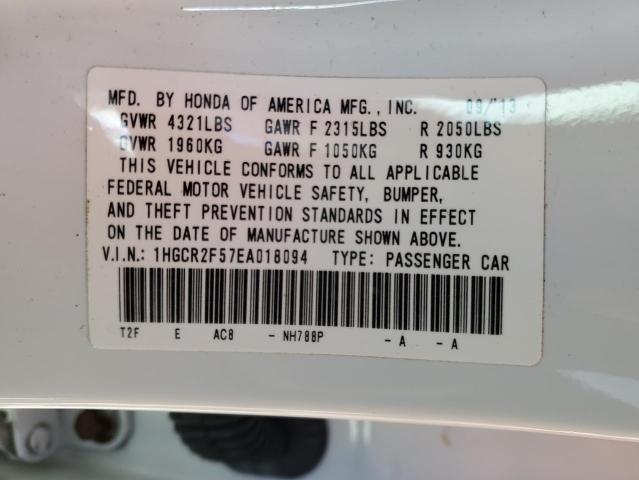 MFD. BY HONDA OF AMERICA MFG., INC. 09/13
GVWR 4321LBS GAWR F 2315LBS R 2050LBS
GVWR 1960KG GAWR F 1050KG R 930KG
THIS VEHICLE CONFORMS TO ALL APPLICABLE
FEDERAL MOTOR VEHICLE SAFETY, BUMPER,
AND THEFT PREVENTION STANDARDS IN EFFECT
ON THE DATE OF MANUFACTURE SHOWN ABOVE.
V.I.N.: 1HGCR2F57EA018094 TYPE: PASSENGER CAR
T2F E AC8 - NH788P - A - A